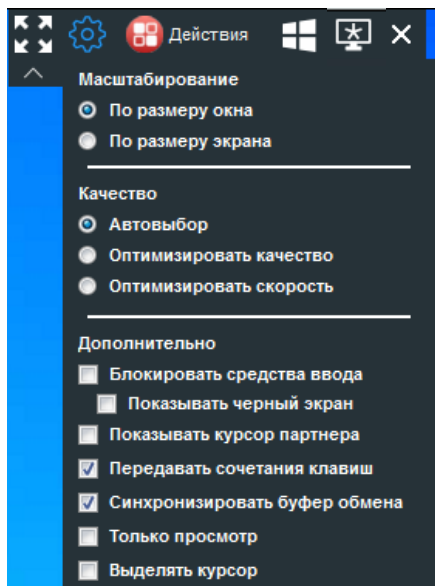 Действия
Масштабирование
По размеру окна
По размеру экрана
Качество
Автовыбор
Оптимизировать качество
Оптимизировать скорость
Дополнительно
Блокировать средства ввода
Показывать черный экран
Показывать курсор партнера
Передавать сочетания клавиш
Синхронизировать буфер обмена
Только просмотр
Выделять курсор